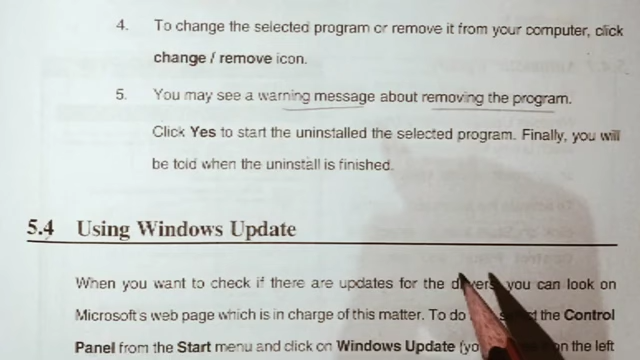 4. To change the selected program or remove it from your computer, click
change / remove icon.
5. You may see a warning message about removing the program.
Click Yes to start the uninstalled the selected program. Finally, you will
be told when the uninstall is finished.
5.4 Using Windows Update
When you want to check if there are updates for the drivers, you can look on
Microsoft's web page which is in charge of this matter. To do the Control
Panel from the Start menu and click on Windows Update on the left